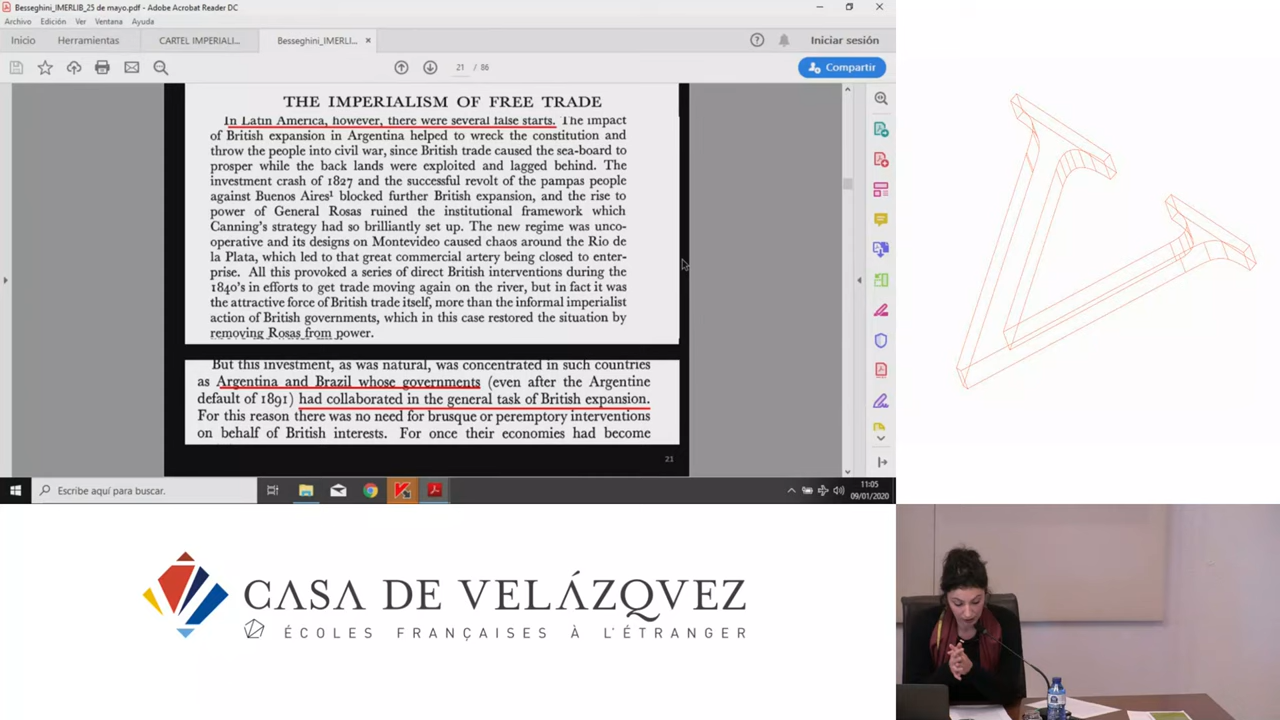 Besseghini_IMERLIB_25 de mayo.pdf - Adobe Acrobat Reader DC
Archivo Edición Ver Ventana Ayuda
Inicio Herramientas CARTEL IMPERIALI... Besseghini_IMERLI... × Iniciar sesión
21 / 86 Compartir
THE IMPERIALISM OF FREE TRADE
In Latin America, however, there were several false starts. The impact
of British expansion in Argentina helped to wreck the constitution and
throw the people into civil war, since British trade caused the sea-board to
prosper while the back lands were exploited and lagged behind. The
investment crash of 1827 and the successful revolt of the pampas people
against Buenos Aires¹ blocked further British expansion, and the rise to
power of General Rosas ruined the institutional framework which
Canning's strategy had so brilliantly set up. The new regime was unco-
operative and its designs on Montevideo caused chaos around the Rio de
la Plata, which led to that great commercial artery being closed to enter-
prise. All this provoked a series of direct British interventions during the
1840's in efforts to get trade moving again on the river, but in fact it was
the attractive force of British trade itself, more than the informal imperialist
action of British governments, which in this case restored the situation by
removing Rosas from power.
But this investment, as was natural, was concentrated in such countries
as Argentina and Brazil whose governments (even after the Argentine
default of 1891) had collaborated in the general task of British expansion.
For this reason there was no need for brusque or peremptory interventions
on behalf of British interests. For once their economies had become
21
Escribe aquí para buscar.
11:05
09/01/2020
CASA DE VELÁZQVEZ
ÉCOLES FRANÇAISES À L'ÉTRANGER